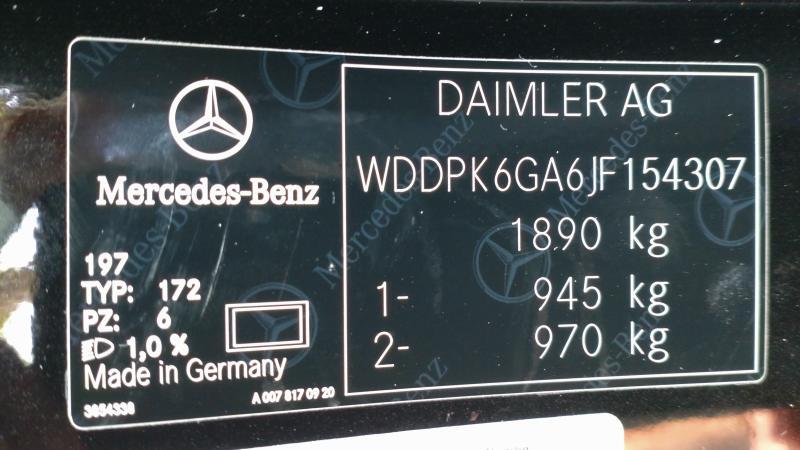 Mercedes-Benz
197
TYP: 172
PZ: 6
1,0 %
Made in Germany
3654338
A 007 817 09 20
DAIMLER AG
WDDPK6GA6JF154307
1890 kg
1- 945 kg
2- 970 kg